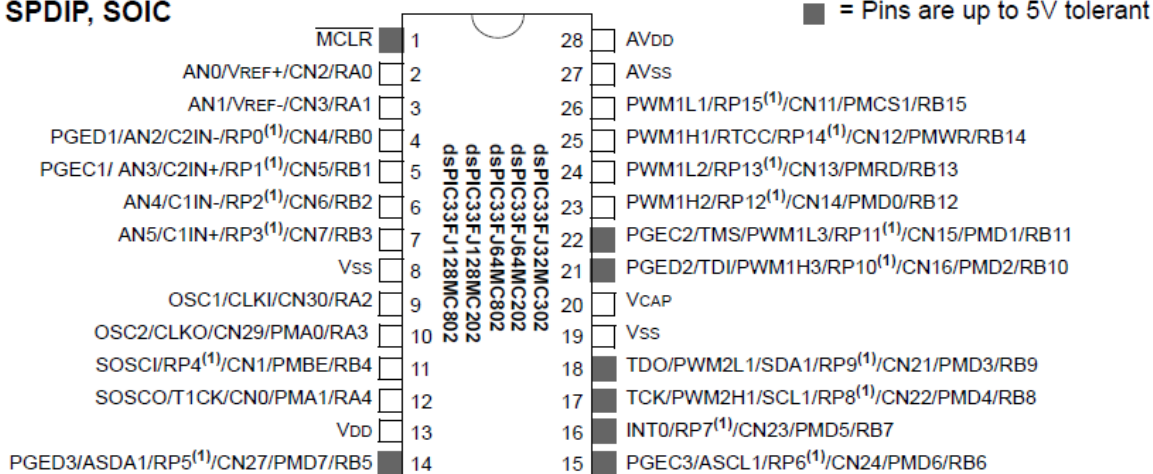 SPDIP, SOIC
= Pins are up to 5V tolerant
MCLR 1
AN0/VREF+/CN2/RA0 2
AN1/VREF-/CN3/RA1 3
PGED1/AN2/C2IN-/RP0(1)/CN4/RB0 4
PGEC1/ AN3/C2IN+/RP1(1)/CN5/RB1 5
AN4/C1IN-/RP2(1)/CN6/RB2 6
AN5/C1IN+/RP3(1)/CN7/RB3 7
VSS 8
OSC1/CLKI/CN30/RA2 9
OSC2/CLKO/CN29/PMA0/RA3 10
SOSCI/RP4(1)/CN1/PMBE/RB4 11
SOSCO/T1CK/CN0/PMA1/RA4 12
VDD 13
PGED3/ASDA1/RP5(1)/CN27/PMD7/RB5 14
dsPIC33FJ32MC302
dsPIC33FJ64MC202
dsPIC33FJ64MC802
dsPIC33FJ128MC202
dsPIC33FJ128MC802
28 AVDD
27 AVSS
26 PWM1L1/RP15(1)/CN11/PMCS1/RB15
25 PWM1H1/RTCC/RP14(1)/CN12/PMWR/RB14
24 PWM1L2/RP13(1)/CN13/PMRD/RB13
23 PWM1H2/RP12(1)/CN14/PMD0/RB12
22 PGEC2/TMS/PWM1L3/RP11(1)/CN15/PMD1/RB11
21 PGED2/TDI/PWM1H3/RP10(1)/CN16/PMD2/RB10
20 VCAP
19 VSS
18 TDO/PWM2L1/SDA1/RP9(1)/CN21/PMD3/RB9
17 TCK/PWM2H1/SCL1/RP8(1)/CN22/PMD4/RB8
16 INT0/RP7(1)/CN23/PMD5/RB7
15 PGEC3/ASCL1/RP6(1)/CN24/PMD6/RB6